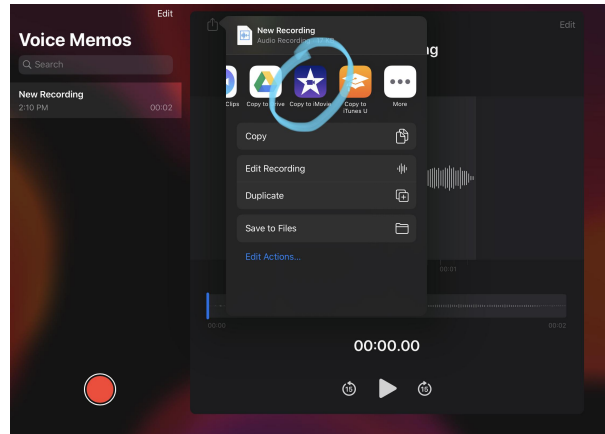 Edit
Voice Memos
Search
New Recording
2:10 PM 00:02
New Recording
Edit
Clips
Copy to Drive
Copy to iMovie
Copy to
iTunes U
More
Copy
Edit Recording
Duplicate
Save to Files
Edit Actions...
00:01
00:00
00:02
00:00.00
15
15